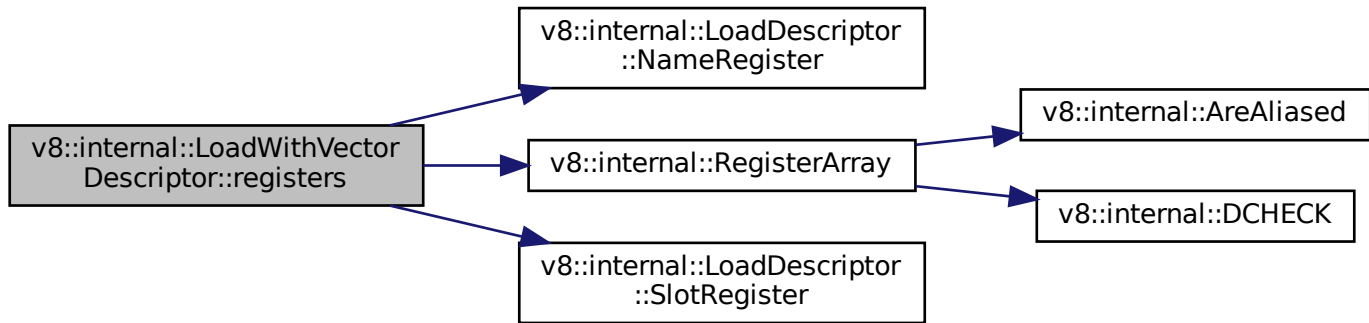 v8::internal::LoadWithVector
Descriptor::registers
v8::internal::LoadDescriptor
::NameRegister
v8::internal::RegisterArray
v8::internal::LoadDescriptor
::SlotRegister
v8::internal::AreAliased
v8::internal::DCHECK